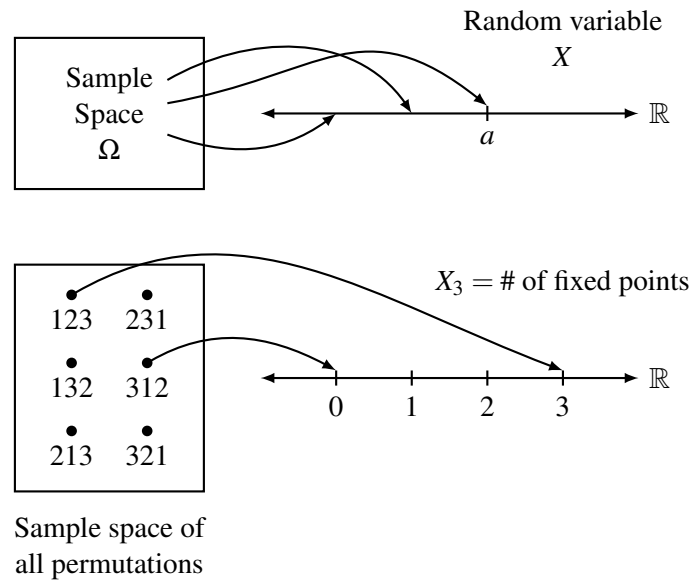 Random variable
X
Sample
Space
Ω
ℝ
a
X₃ = # of fixed points
123 231
132 312
ℝ
0 1 2 3
213 321
Sample space of
all permutations